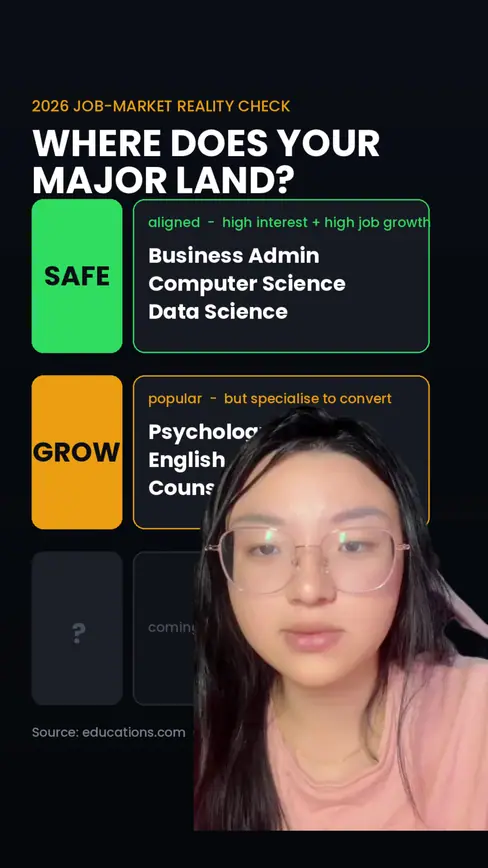 2026 JOB-MARKET REALITY CHECK
WHERE DOES YOUR
MAJOR LAND?
SAFE
aligned - high interest + high job growth
Business Admin
Computer Science
Data Science
GROW
popular - but specialise to convert
English
?
Source: educations.com